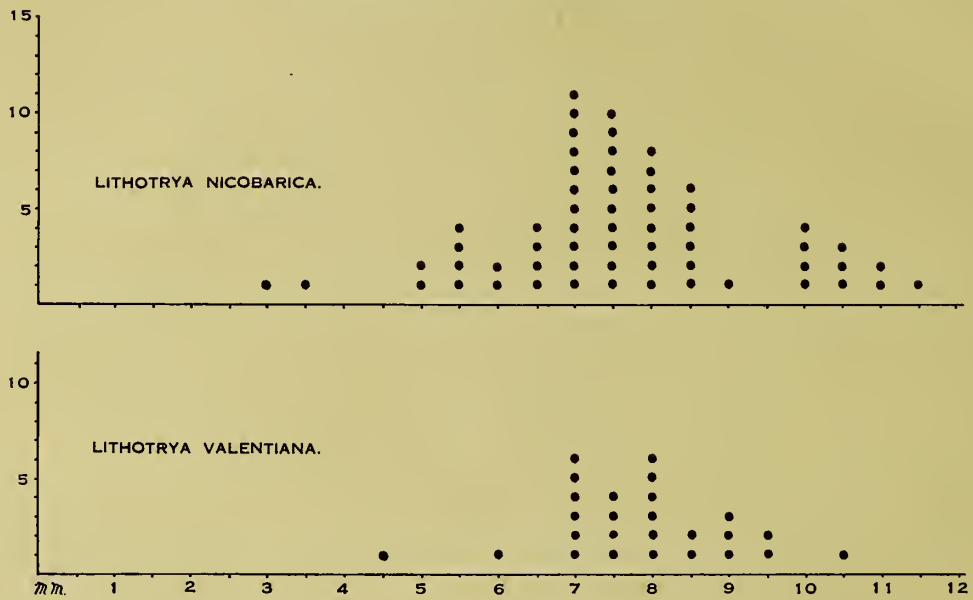 15
10
LITHOTRYA NICOBARICA.
5
10
LITHOTRYA VALENTIANA.
5
mm. 1 2 3 4 5 6 7 8 9 10 11 12